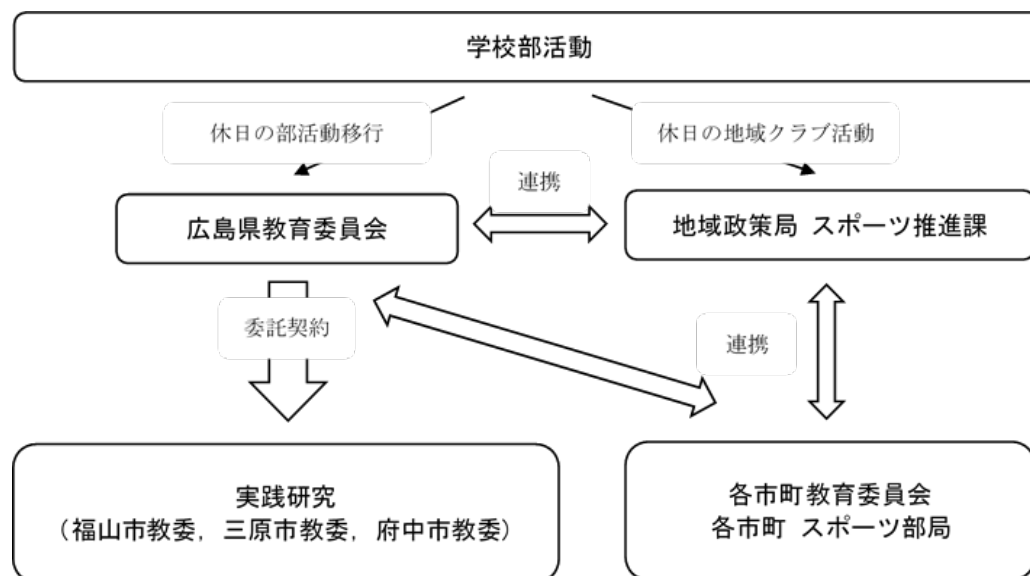 学校部活動
休日の部活動移行
休日の地域クラブ活動
連携
広島県教育委員会
地域政策局 スポーツ推進課
委託契約
連携
実践研究
（福山市教委，三原市教委，府中市教委）
各市町教育委員会
各市町 スポーツ部局